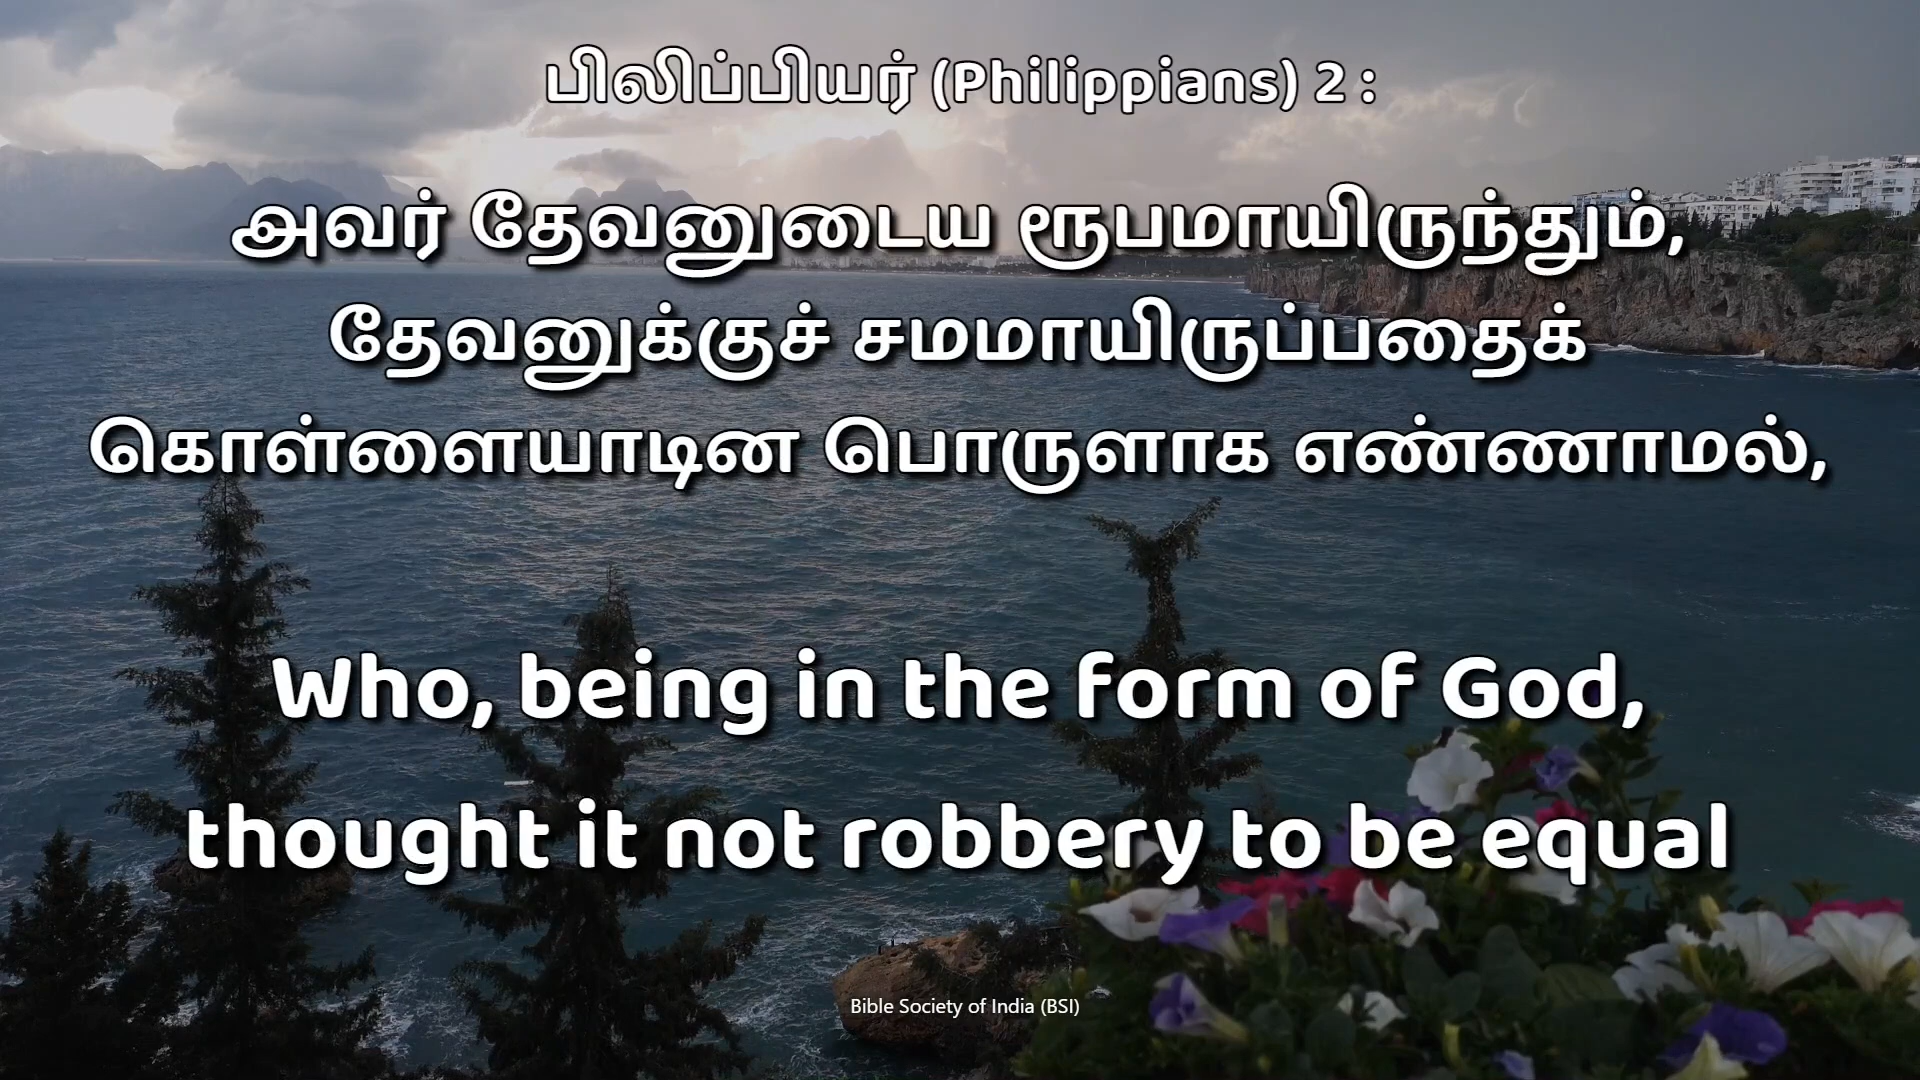 பிலிப்பியர் (Philippians) 2 :
அவர் தேவனுடைய ரூபமாயிருந்தும்,
தேவனுக்குச் சமமாயிருப்பதைக்
கொள்ளையாடின பொருளாக எண்ணாமல்,
Who, being in the form of God,
thought it not robbery to be equal
Bible Society of India (BSI)